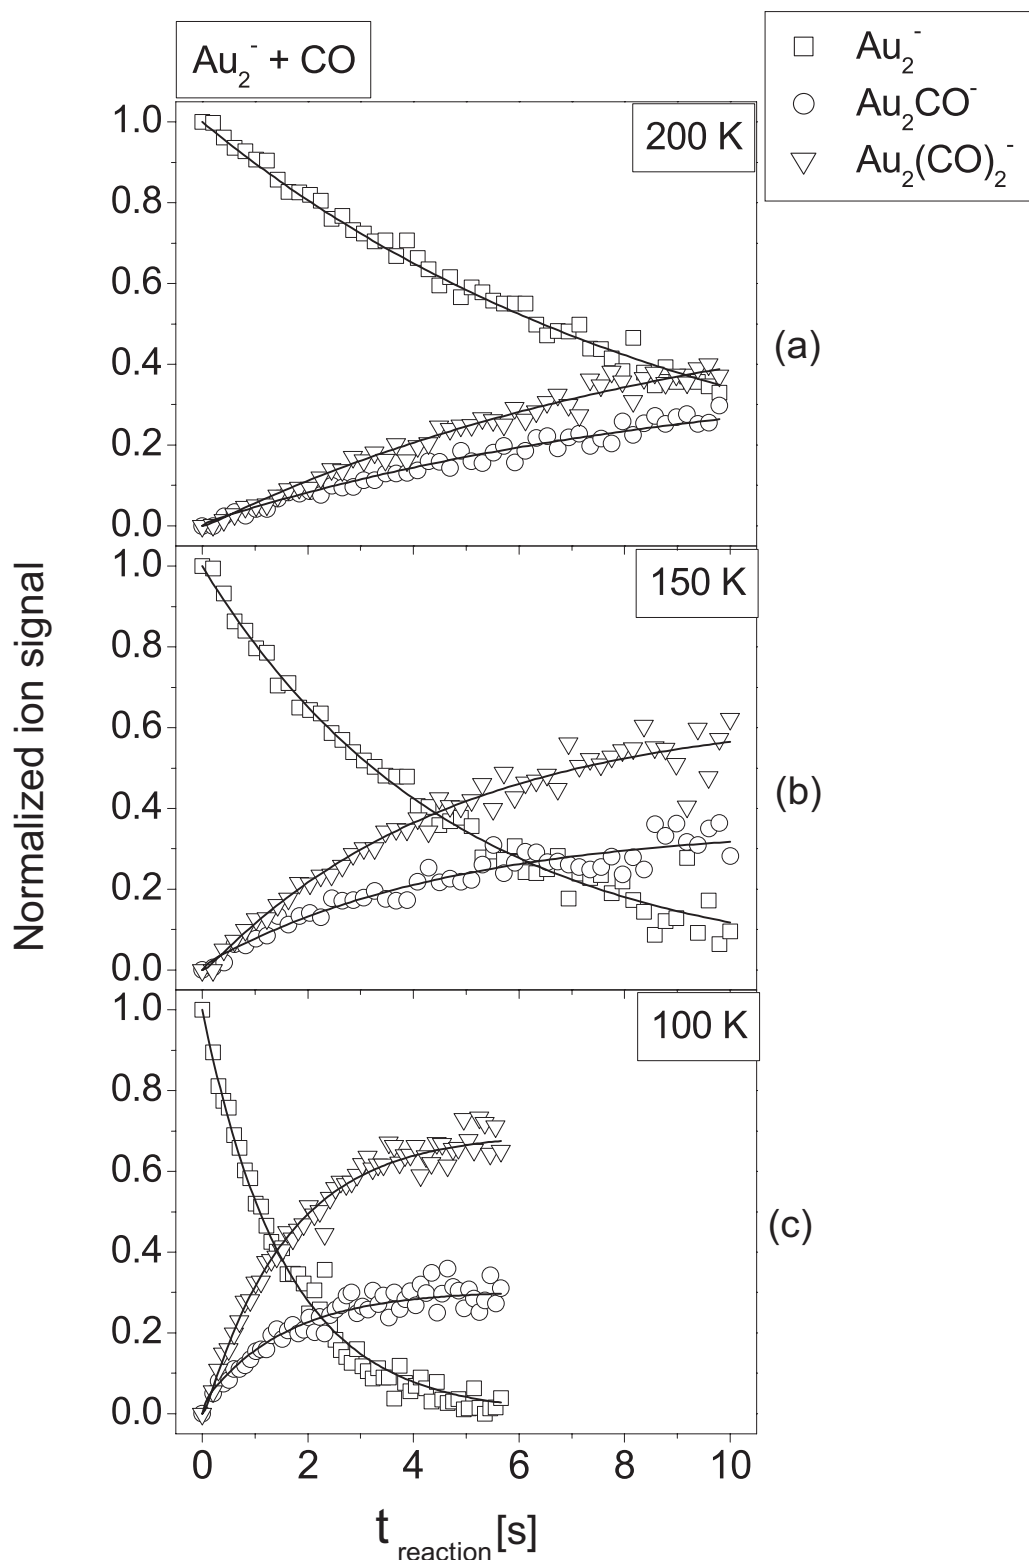 Au₂⁻ + CO
Au₂⁻
Au₂CO⁻
Au₂(CO)₂⁻
200 K
1.0
0.8
0.6
0.4
0.2
0.0
(a)
150 K
1.0
0.8
0.6
0.4
0.2
0.0
(b)
Normalized ion signal
100 K
1.0
0.8
0.6
0.4
0.2
0.0
(c)
0 2 4 6 8 10
t reaction [s]